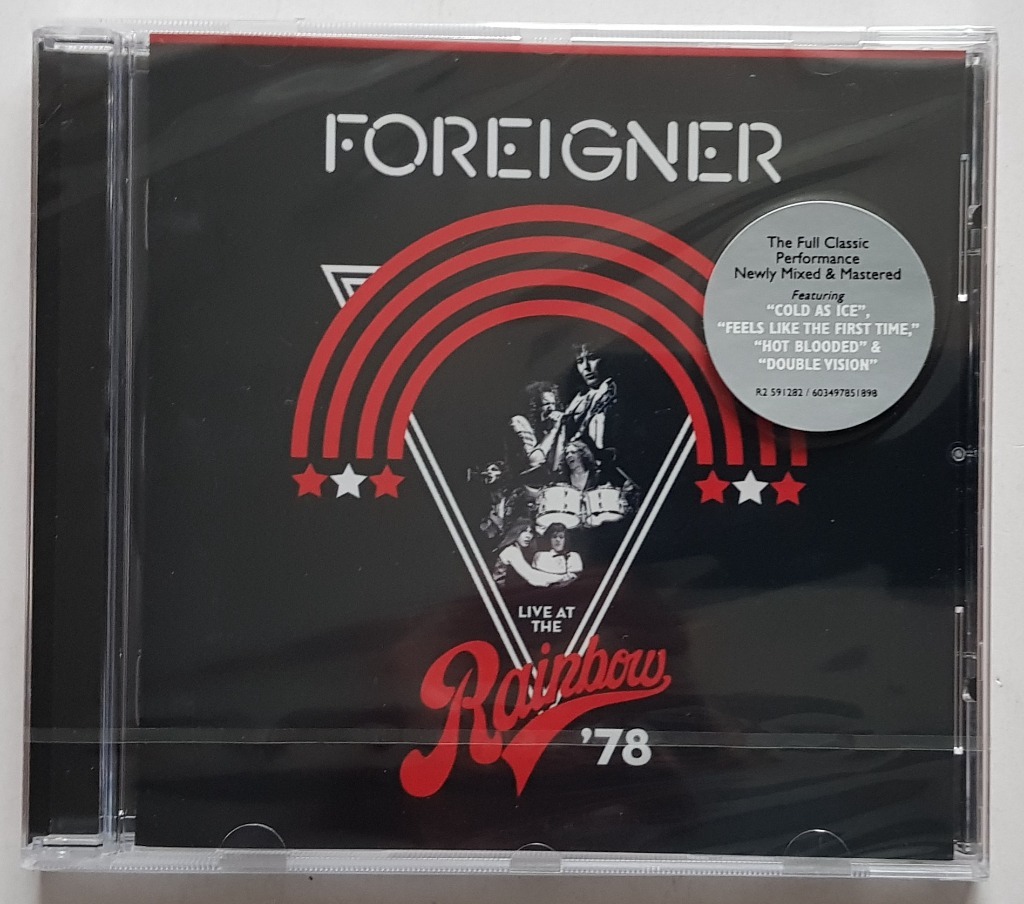 FOREIGNER
The Full Classic
Performance
Newly Mixed & Mastered
Featuring
“COLD AS ICE”,
“FEELS LIKE THE FIRST TIME,”
“HOT BLOODED” &
“DOUBLE VISION”
R2 591282 / 603497851898
LIVE AT
THE
Rainbow
’78